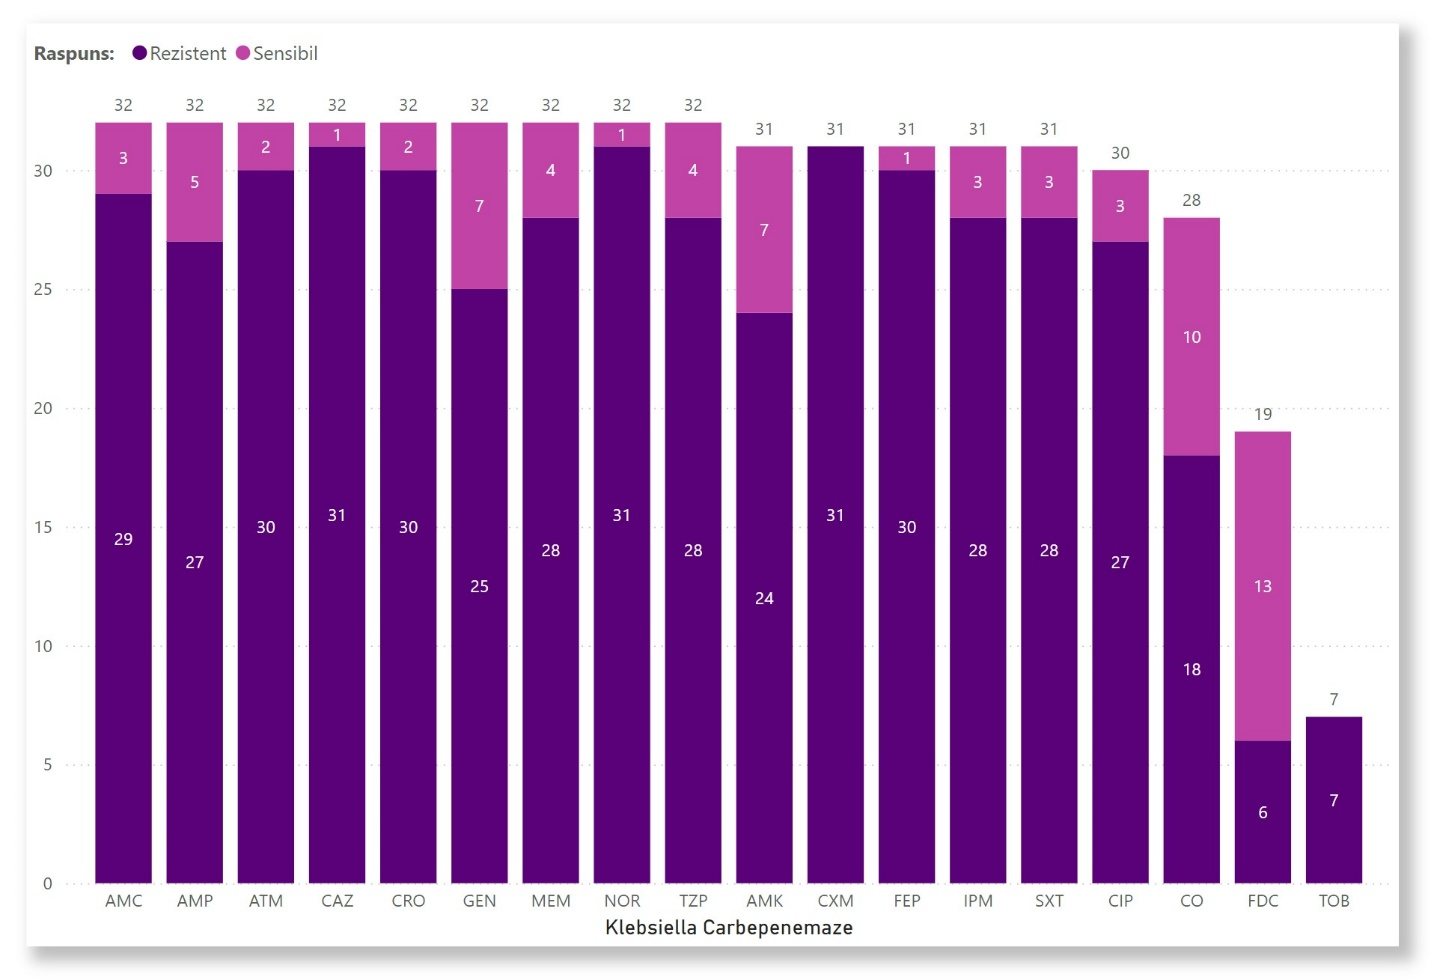 Raspuns: Rezistent Sensibil
32 32 32 32 32 32 32 32 32 31 31 31 31 31 30 28 19 7
3 5 2 1 2 7 4 1 4 7 1 3 3 3 10 13
29 27 30 31 30 25 28 31 28 24 31 30 28 28 27 18 6 7
30
25
20
15
10
5
0
AMC AMP ATM CAZ CRO GEN MEM NOR TZP AMK CXM FEP IPM SXT CIP CO FDC TOB
Klebsiella Carbepenemaze